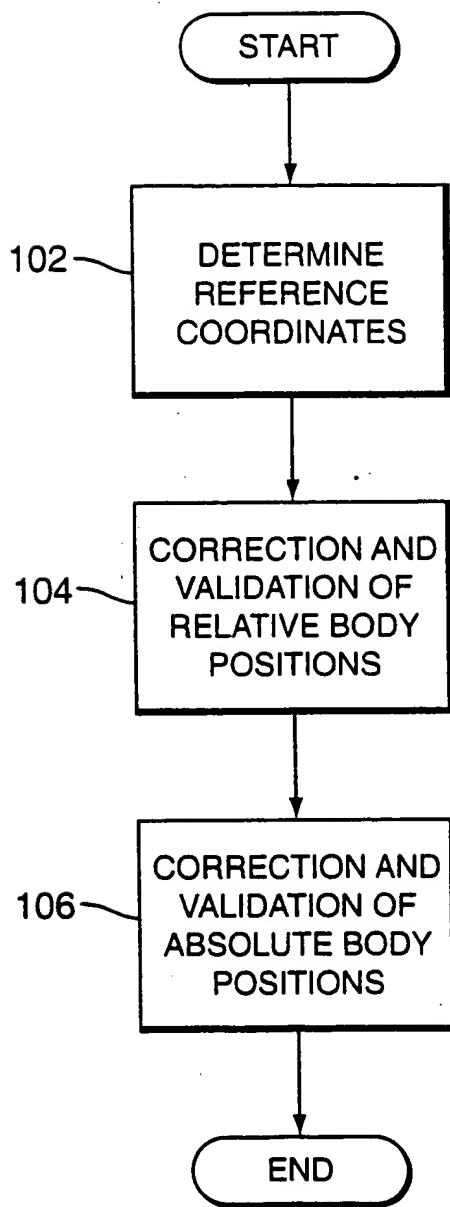 START
102
DETERMINE
REFERENCE
COORDINATES
104
CORRECTION AND
VALIDATION OF
RELATIVE BODY
POSITIONS
106
CORRECTION AND
VALIDATION OF
ABSOLUTE BODY
POSITIONS
END